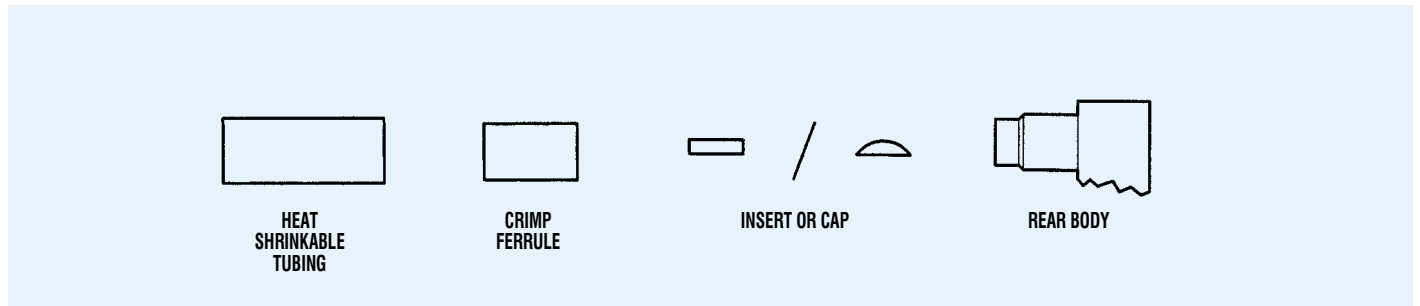 HEAT
SHRINKABLE
TUBING
CRIMP
FERRULE
INSERT OR CAP
REAR BODY